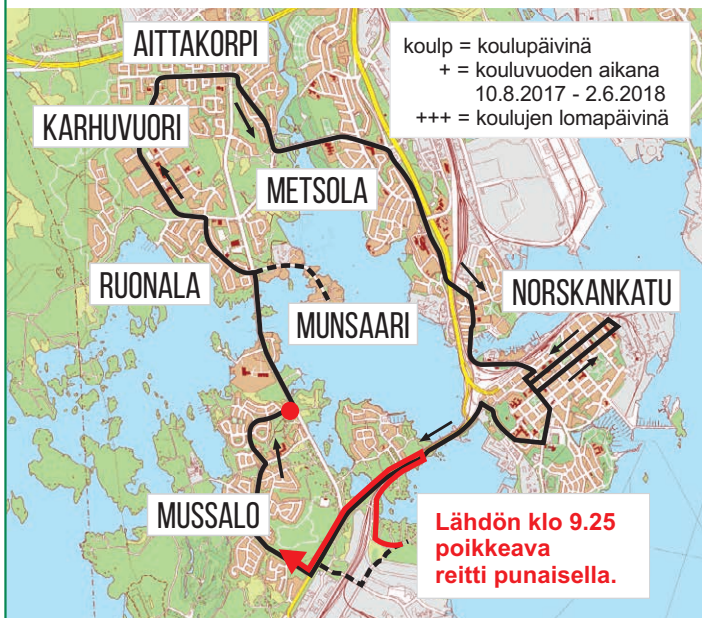 AITTAKORPI
koulp = koulupäivinä
+ = kouluvuoden aikana
10.8.2017 - 2.6.2018
+++ = koulujen lomapäivinä
KARHUVUORI
METSOLA
RUONALA
NORSKANKATU
MUNSAARI
MUSSALO
Lähdön klo 9.25
poikkeava
reitti punaisella.